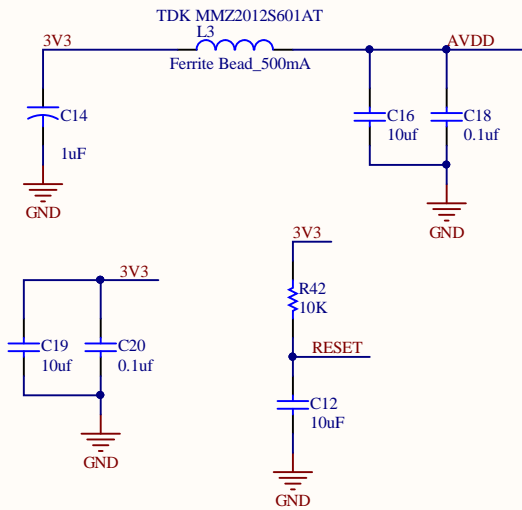 TDK MMZ2012S601AT
3V3
L3
AVDD
Ferrite Bead_500mA
C14
1uF
GND
C16
10uf
C18
0.1uf
GND
3V3
C19
10uf
C20
0.1uf
GND
3V3
R42
10K
RESET
C12
10uF
GND